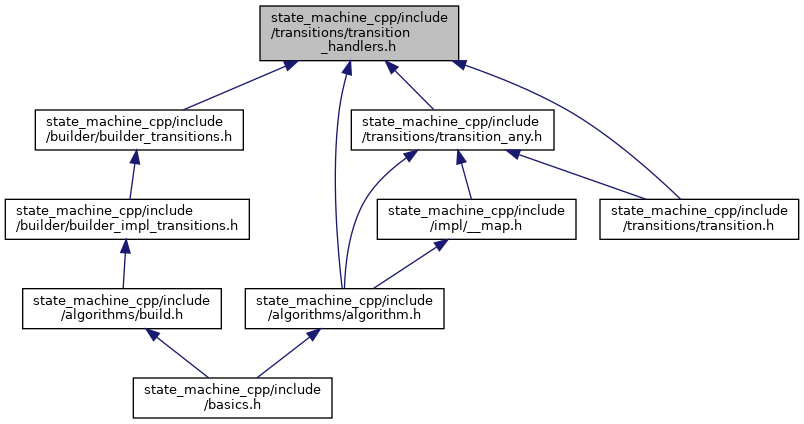 state_machine_cpp/include
/transitions/transition
_handlers.h
state_machine_cpp/include
/builder/builder_transitions.h
state_machine_cpp/include
/transitions/transition_any.h
state_machine_cpp/include
/builder/builder_impl_transitions.h
state_machine_cpp/include
/impl/__map.h
state_machine_cpp/include
/transitions/transition.h
state_machine_cpp/include
/algorithms/build.h
state_machine_cpp/include
/algorithms/algorithm.h
state_machine_cpp/include
/basics.h